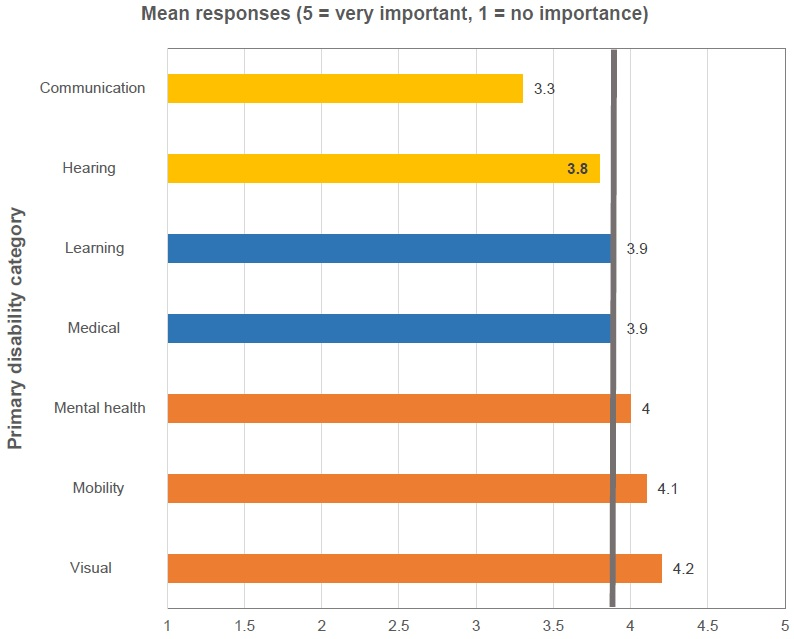 Mean responses (5 = very important, 1 = no importance)
Primary disability category
Communication 3.3
Hearing 3.8
Learning 3.9
Medical 3.9
Mental health 4
Mobility 4.1
Visual 4.2
1 1.5 2 2.5 3 3.5 4 4.5 5